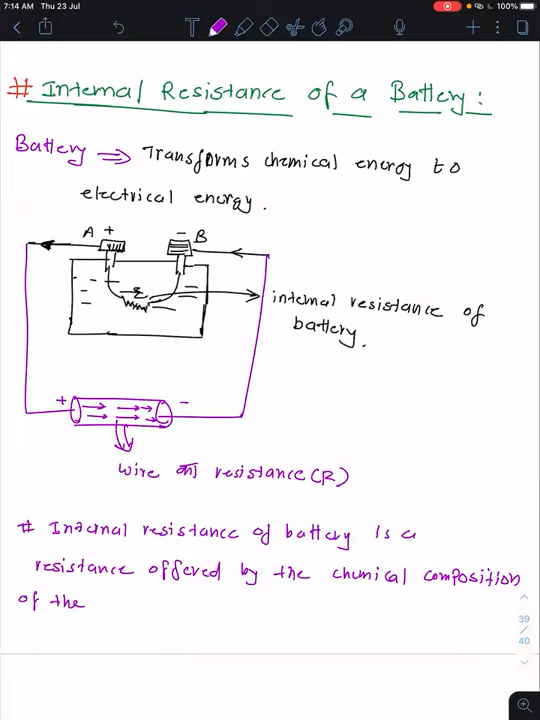 7:14 AM Thu 23 Jul
100%
# Internal Resistance of a Battery:
Battery ⇒ Transforms chemical energy to
electrical energy.
A + - B
internal resistance of
battery.
+ -
Wire resistance (R)
# Internal resistance of battery is a
resistance offered by the chemical composition
of the
39
/
40